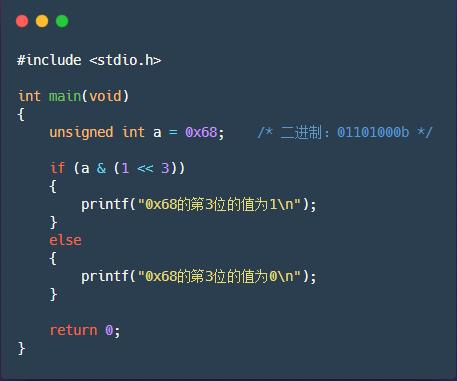 #include <stdio.h>
int main(void)
{
unsigned int a = 0x68;    /* 二进制：01101000b */
if (a & (1 << 3))
{
printf("0x68的第3位的值为1\n");
}
else
{
printf("0x68的第3位的值为0\n");
}
return 0;
}